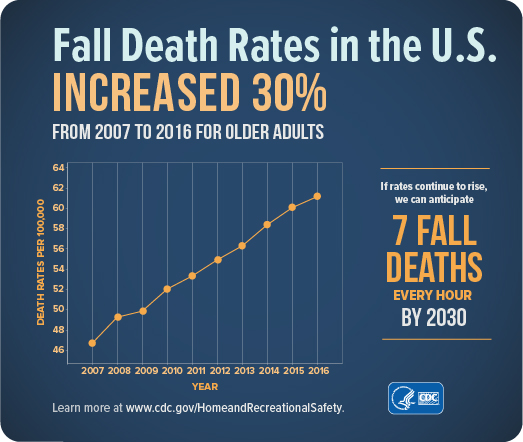 Fall Death Rates in the U.S.
INCREASED 30%
FROM 2007 TO 2016 FOR OLDER ADULTS
64
62
60
58
56
54
52
50
48
46
DEATH RATES PER 100,000
2007 2008 2009 2010 2011 2012 2013 2014 2015 2016
YEAR
If rates continue to rise,
we can anticipate
7 FALL
DEATHS
EVERY HOUR
BY 2030
CDC
Learn more at www.cdc.gov/HomeandRecreationalSafety.